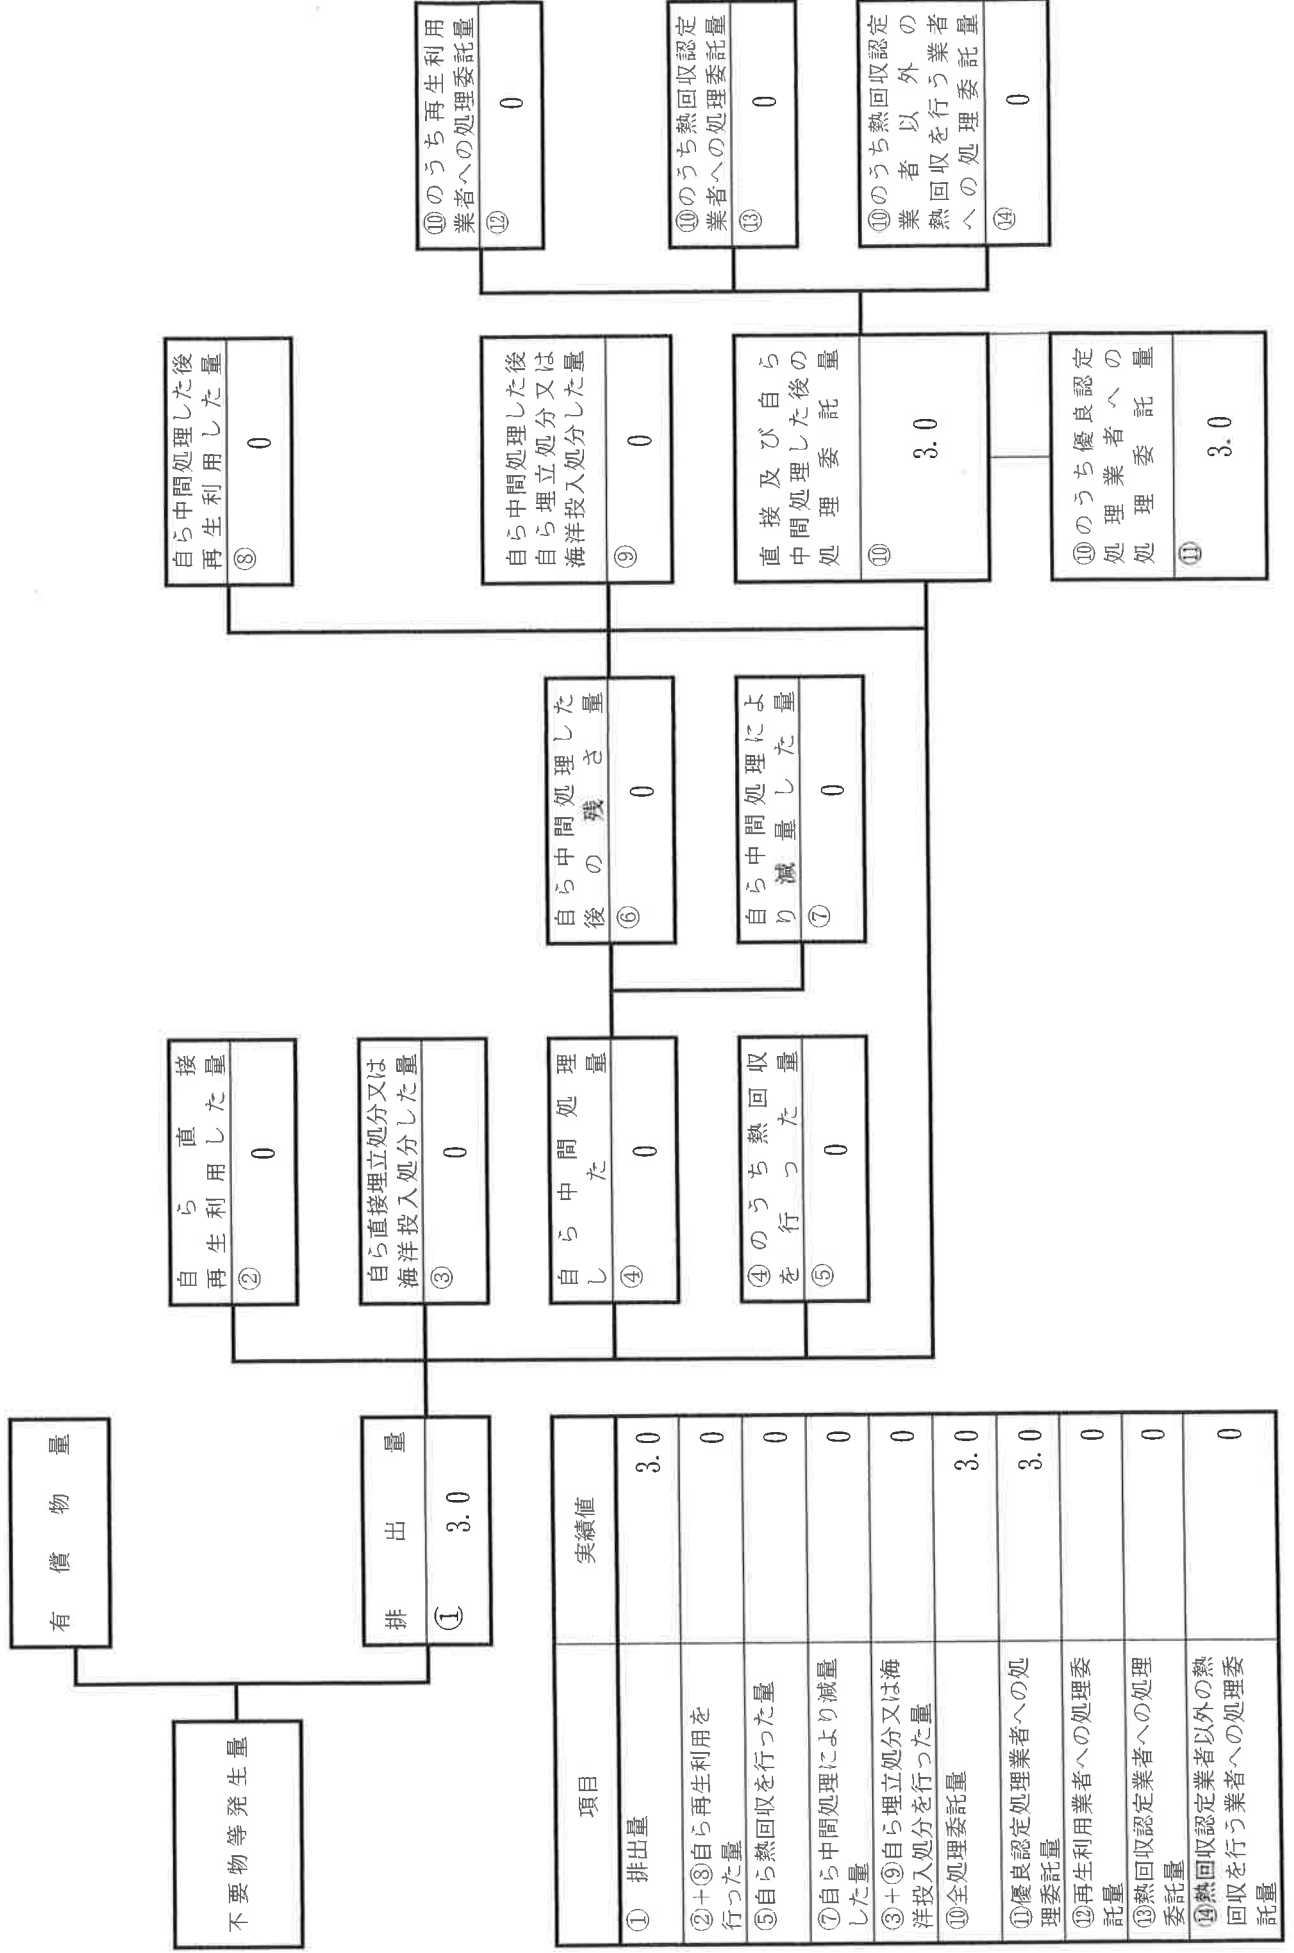 不要物等発生量
有償物量
排出量
① 3.0
自ら直接
再生利用した量
② 0
自ら直接埋立処分又は
海洋投入処分した量
③ 0
自ら中間処理
した量
④ 0
④のうち熱回収
を行った量
⑤ 0
自ら中間処理した
後の残さ量
⑥ 0
自ら中間処理によ
り減量した量
⑦ 0
自ら中間処理した後
再生利用した量
⑧ 0
自ら中間処理した後
自ら埋立処分又は
海洋投入処分した量
⑨ 0
直接及び自ら
中間処理した後の
処理委託量
⑩ 3.0
⑩のうち優良認定
処理業者への
処理委託量
⑪ 3.0
⑩のうち再生利用
業者への処理委託量
⑫ 0
⑩のうち熱回収認定
業者への処理委託量
⑬ 0
⑩のうち熱回収認定
業者以外の
熱回収を行う業者
への処理委託量
⑭ 0
項目 実績値
① 排出量 3.0
②+⑧自ら再生利用を
行った量 0
⑤自ら熱回収を行った量 0
⑦自ら中間処理により減量
した量 0
③+⑨自ら埋立処分又は海
洋投入処分を行った量 0
⑩全処理委託量 3.0
⑪優良認定処理業者への処
理委託量 3.0
⑫再生利用業者への処理委
託量 0
⑬熱回収認定業者への処理
委託量 0
⑭熱回収認定業者以外の熱
回収を行う業者への処理委
託量 0